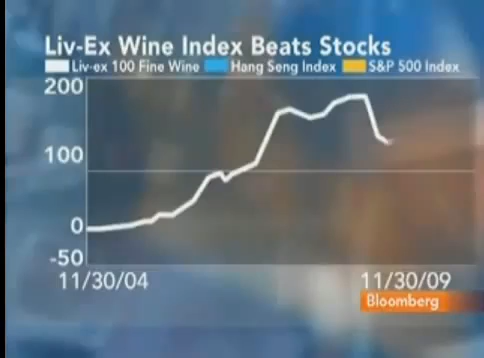 Liv-Ex Wine Index Beats Stocks
Liv-ex 100 Fine Wine Hang Seng Index S&P 500 Index
200
100
0
-50
11/30/04 11/30/09
Bloomberg